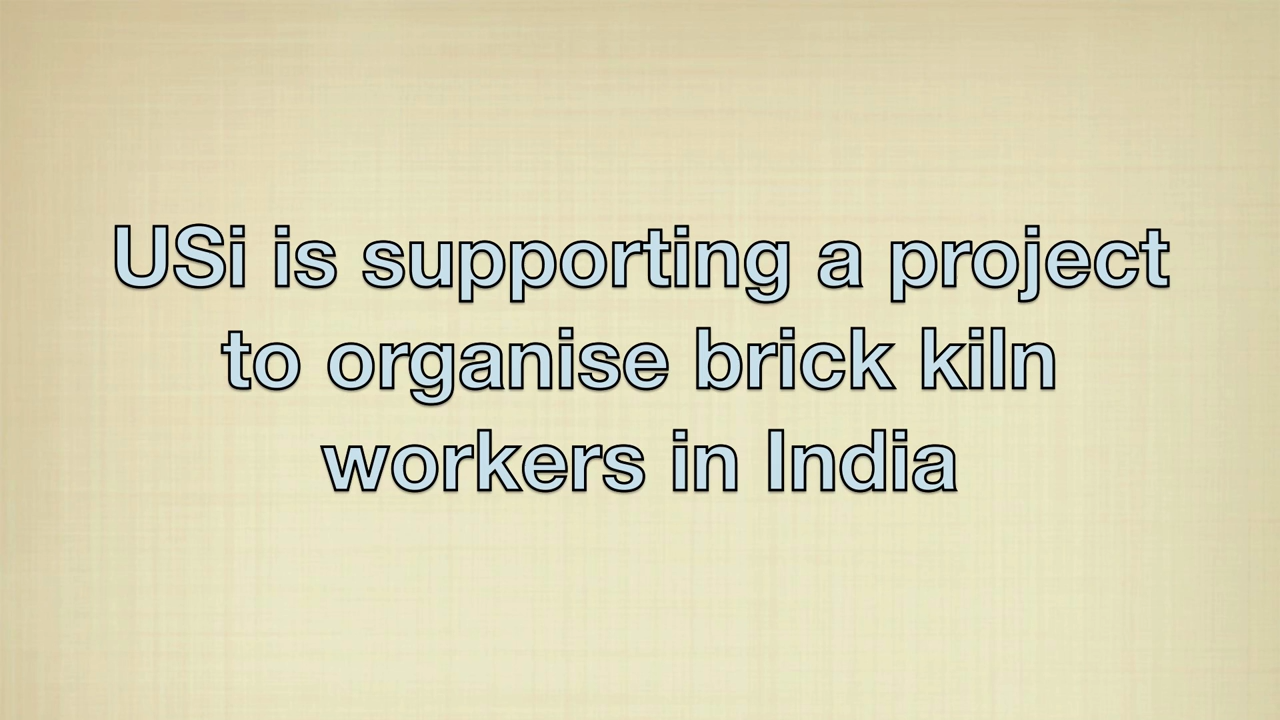 USi is supporting a project
to organise brick kiln
workers in India